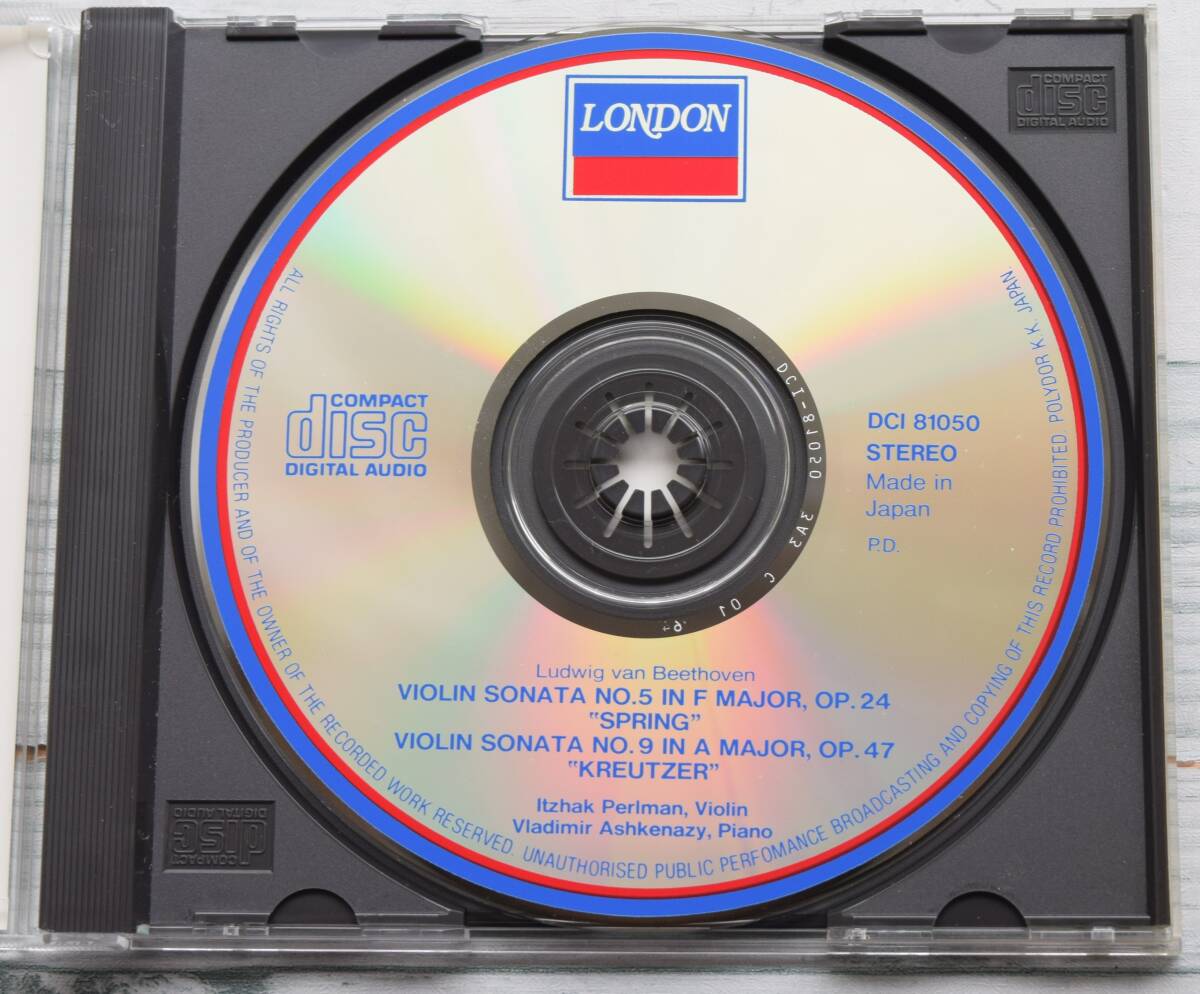 LONDON
COMPACT
disc
DIGITAL AUDIO
COMPACT
disc
DIGITAL AUDIO
DCI 81050
STEREO
Made in
Japan
P.D.
DCI-81050 3A3 C 01
Ludwig van Beethoven
VIOLIN SONATA NO.5 IN F MAJOR, OP.24
"SPRING"
VIOLIN SONATA NO.9 IN A MAJOR, OP.47
"KREUTZER"
Itzhak Perlman, Violin
Vladimir Ashkenazy, Piano
ALL RIGHTS OF THE PRODUCER AND OF THE OWNER OF THE RECORDED WORK RESERVED. UNAUTHORISED PUBLIC PERFOMANCE BROADCASTING AND COPYING OF THIS RECORD PROHIBITED. POLYDOR K.K. JAPAN.
COMPACT
disc
DIGITAL AUDIO